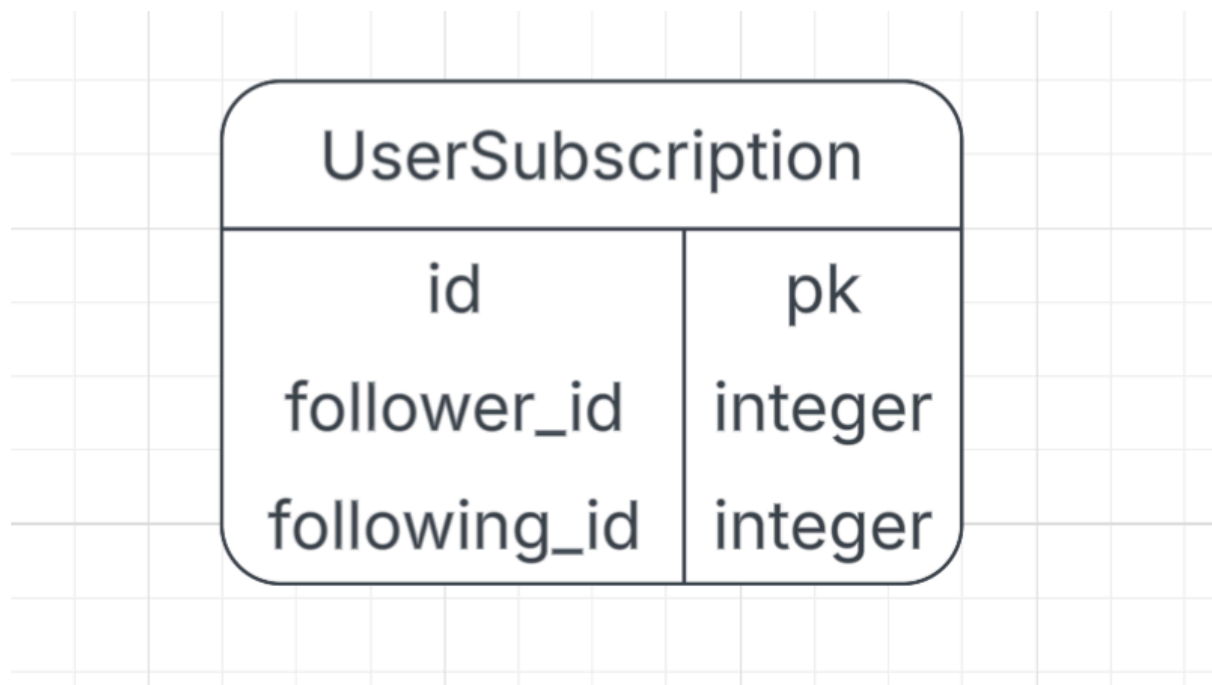 UserSubscription
id pk
follower_id integer
following_id integer